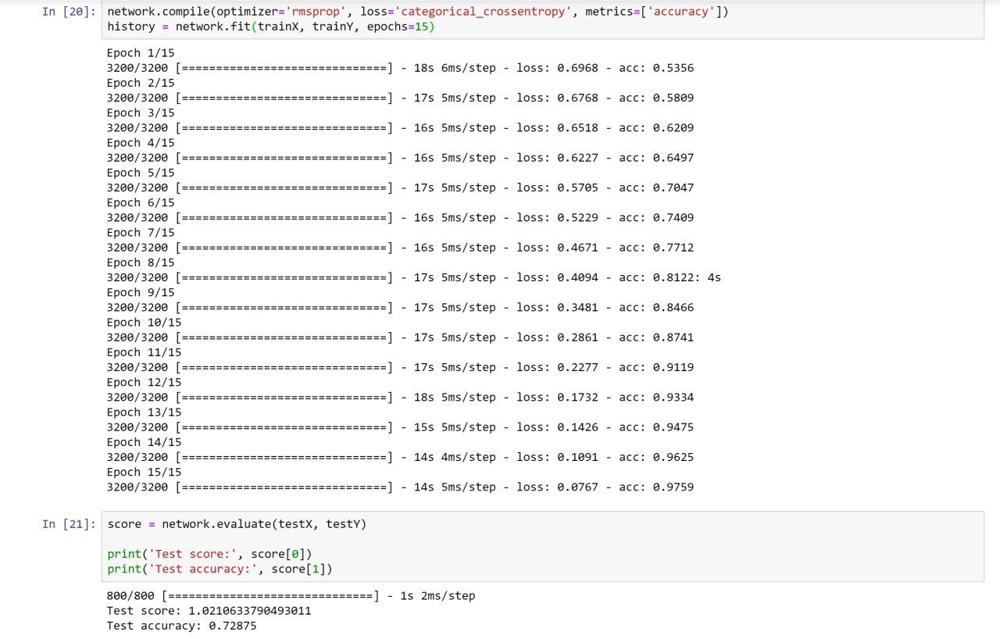 In [20]: network.compile(optimizer='rmsprop', loss='categorical_crossentropy', metrics=['accuracy'])
history = network.fit(trainX, trainY, epochs=15)
Epoch 1/15
3200/3200 [==============================] - 18s 6ms/step - loss: 0.6968 - acc: 0.5356
Epoch 2/15
3200/3200 [==============================] - 17s 5ms/step - loss: 0.6768 - acc: 0.5809
Epoch 3/15
3200/3200 [==============================] - 16s 5ms/step - loss: 0.6518 - acc: 0.6209
Epoch 4/15
3200/3200 [==============================] - 16s 5ms/step - loss: 0.6227 - acc: 0.6497
Epoch 5/15
3200/3200 [==============================] - 17s 5ms/step - loss: 0.5705 - acc: 0.7047
Epoch 6/15
3200/3200 [==============================] - 16s 5ms/step - loss: 0.5229 - acc: 0.7409
Epoch 7/15
3200/3200 [==============================] - 16s 5ms/step - loss: 0.4671 - acc: 0.7712
Epoch 8/15
3200/3200 [==============================] - 17s 5ms/step - loss: 0.4094 - acc: 0.8122: 4s
Epoch 9/15
3200/3200 [==============================] - 17s 5ms/step - loss: 0.3481 - acc: 0.8466
Epoch 10/15
3200/3200 [==============================] - 17s 5ms/step - loss: 0.2861 - acc: 0.8741
Epoch 11/15
3200/3200 [==============================] - 17s 5ms/step - loss: 0.2277 - acc: 0.9119
Epoch 12/15
3200/3200 [==============================] - 18s 5ms/step - loss: 0.1732 - acc: 0.9334
Epoch 13/15
3200/3200 [==============================] - 15s 5ms/step - loss: 0.1426 - acc: 0.9475
Epoch 14/15
3200/3200 [==============================] - 14s 4ms/step - loss: 0.1091 - acc: 0.9625
Epoch 15/15
3200/3200 [==============================] - 14s 5ms/step - loss: 0.0767 - acc: 0.9759
In [21]: score = network.evaluate(testX, testY)
print('Test score:', score[0])
print('Test accuracy:', score[1])
800/800 [==============================] - 1s 2ms/step
Test score: 1.0210633790493011
Test accuracy: 0.72875